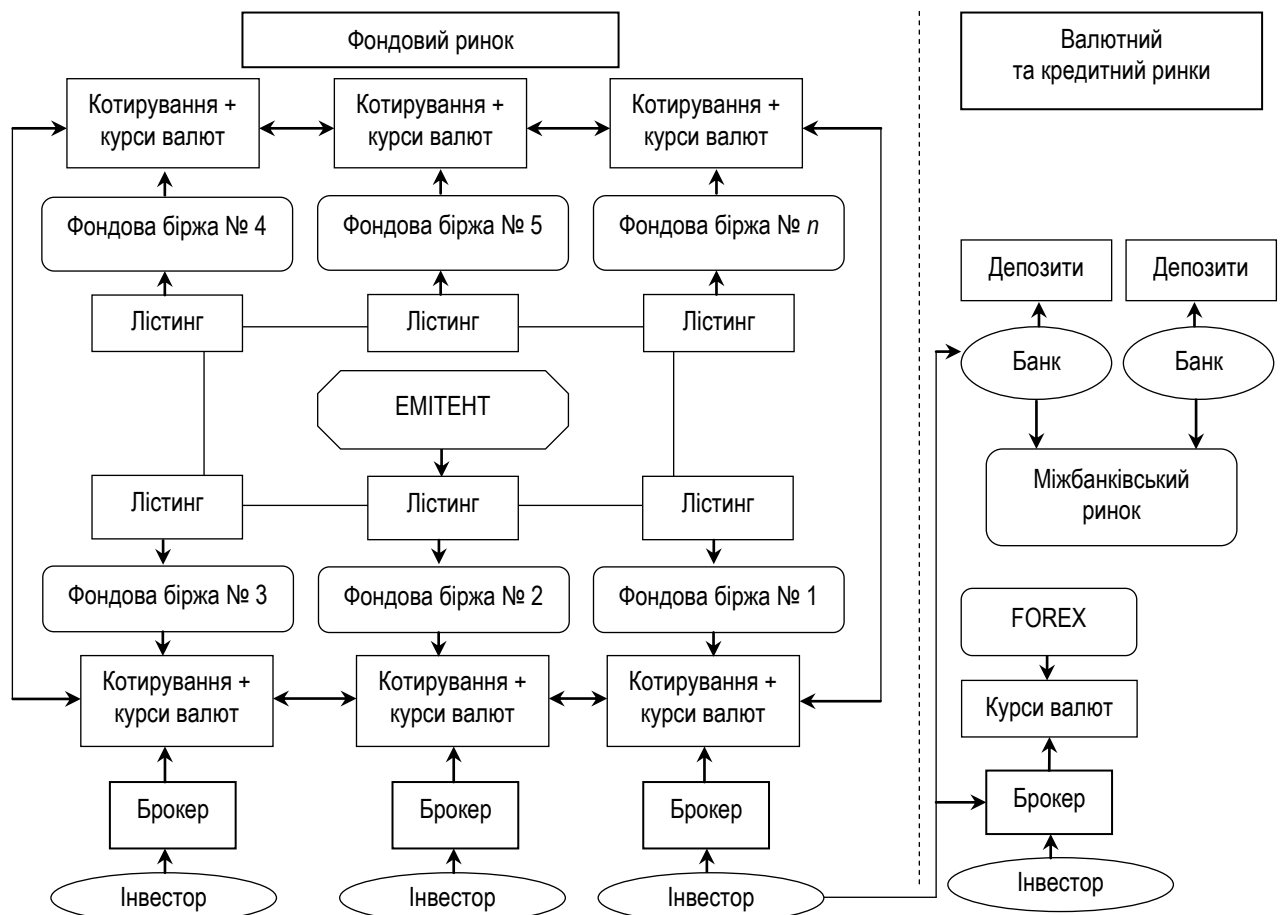 Фондовий ринок
Валютний
та кредитний ринки
Котирування +
курси валют
Котирування +
курси валют
Котирування +
курси валют
Фондова біржа № 4
Фондова біржа № 5
Фондова біржа № n
Депозити
Депозити
Лістинг
Лістинг
Лістинг
Банк
Банк
ЕМІТЕНТ
Лістинг
Лістинг
Лістинг
Міжбанківський
ринок
Фондова біржа № 3
Фондова біржа № 2
Фондова біржа № 1
FOREX
Котирування +
курси валют
Котирування +
курси валют
Котирування +
курси валют
Курси валют
Брокер
Брокер
Брокер
Брокер
Інвестор
Інвестор
Інвестор
Інвестор